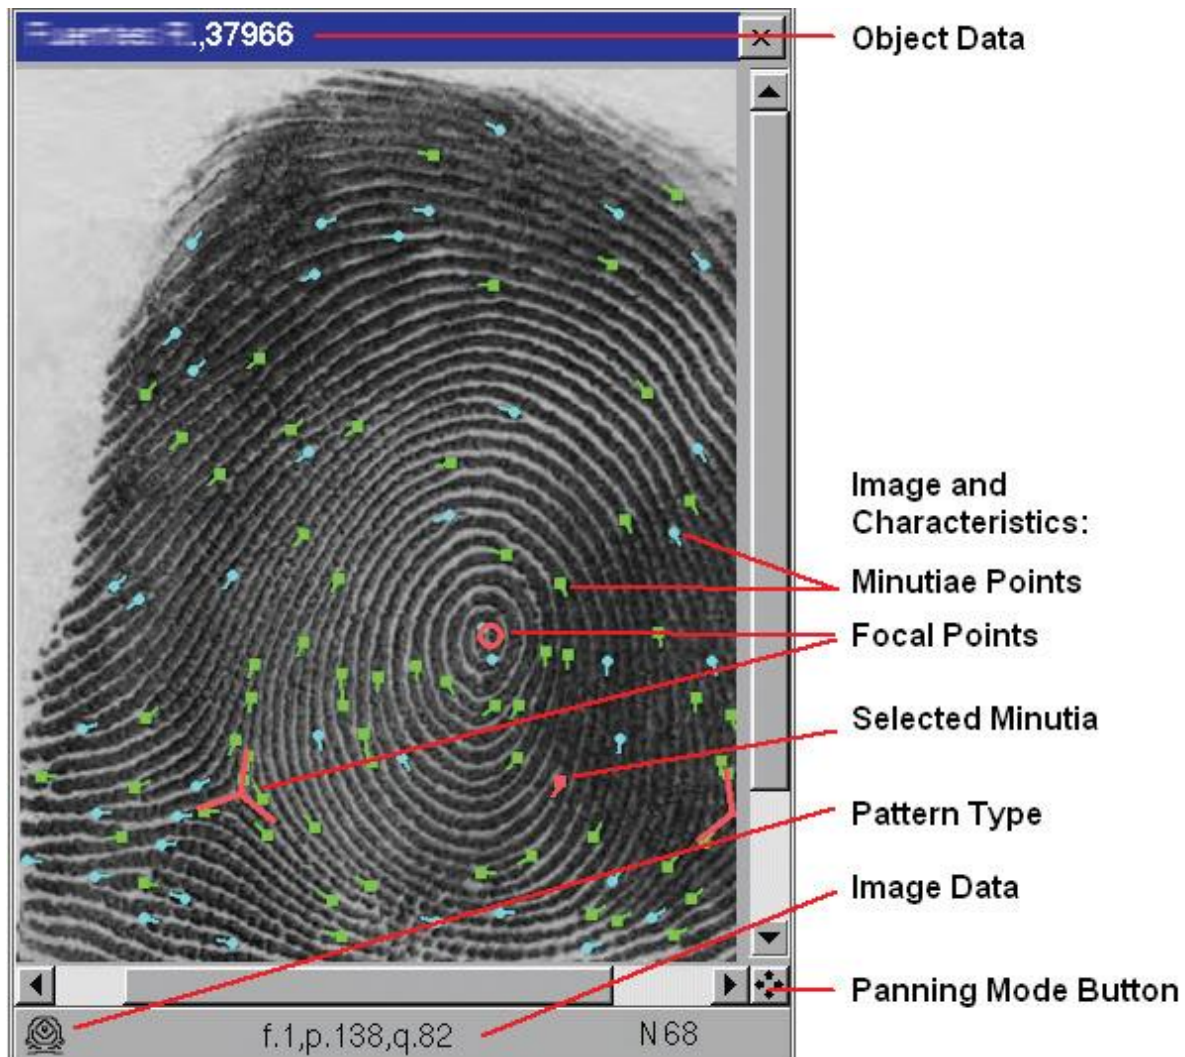 ,37966
Object Data
Image and
Characteristics:
Minutiae Points
Focal Points
Selected Minutia
Pattern Type
Image Data
Panning Mode Button
f.1,p.138,q.82
N 68